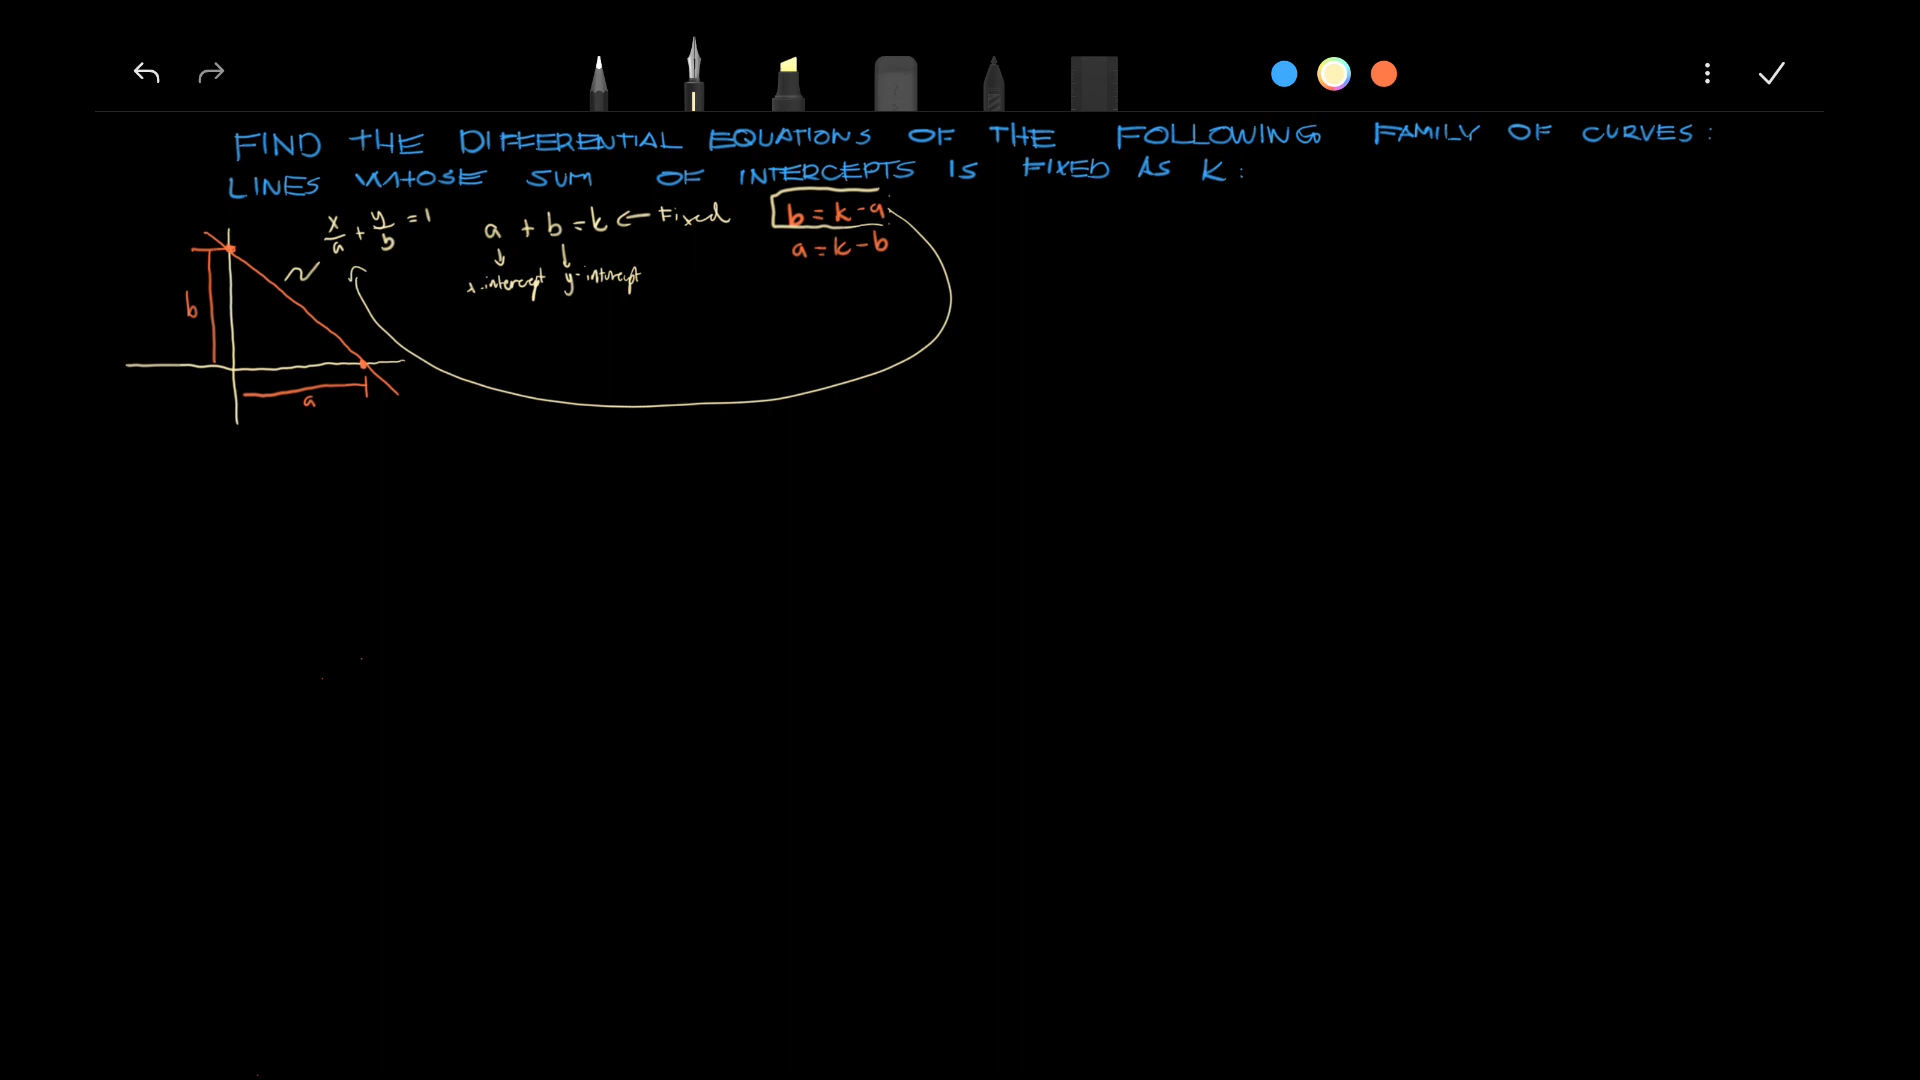 FIND THE DIFFERENTIAL EQUATIONS OF THE FOLLOWING FAMILY OF CURVES:
LINES WHOSE SUM OF INTERCEPTS IS FIXED AS K:
x/a + y/b = 1
a + b = k ← Fixed
x-intercept y-intercept
b = k - a
a = k - b
b
a